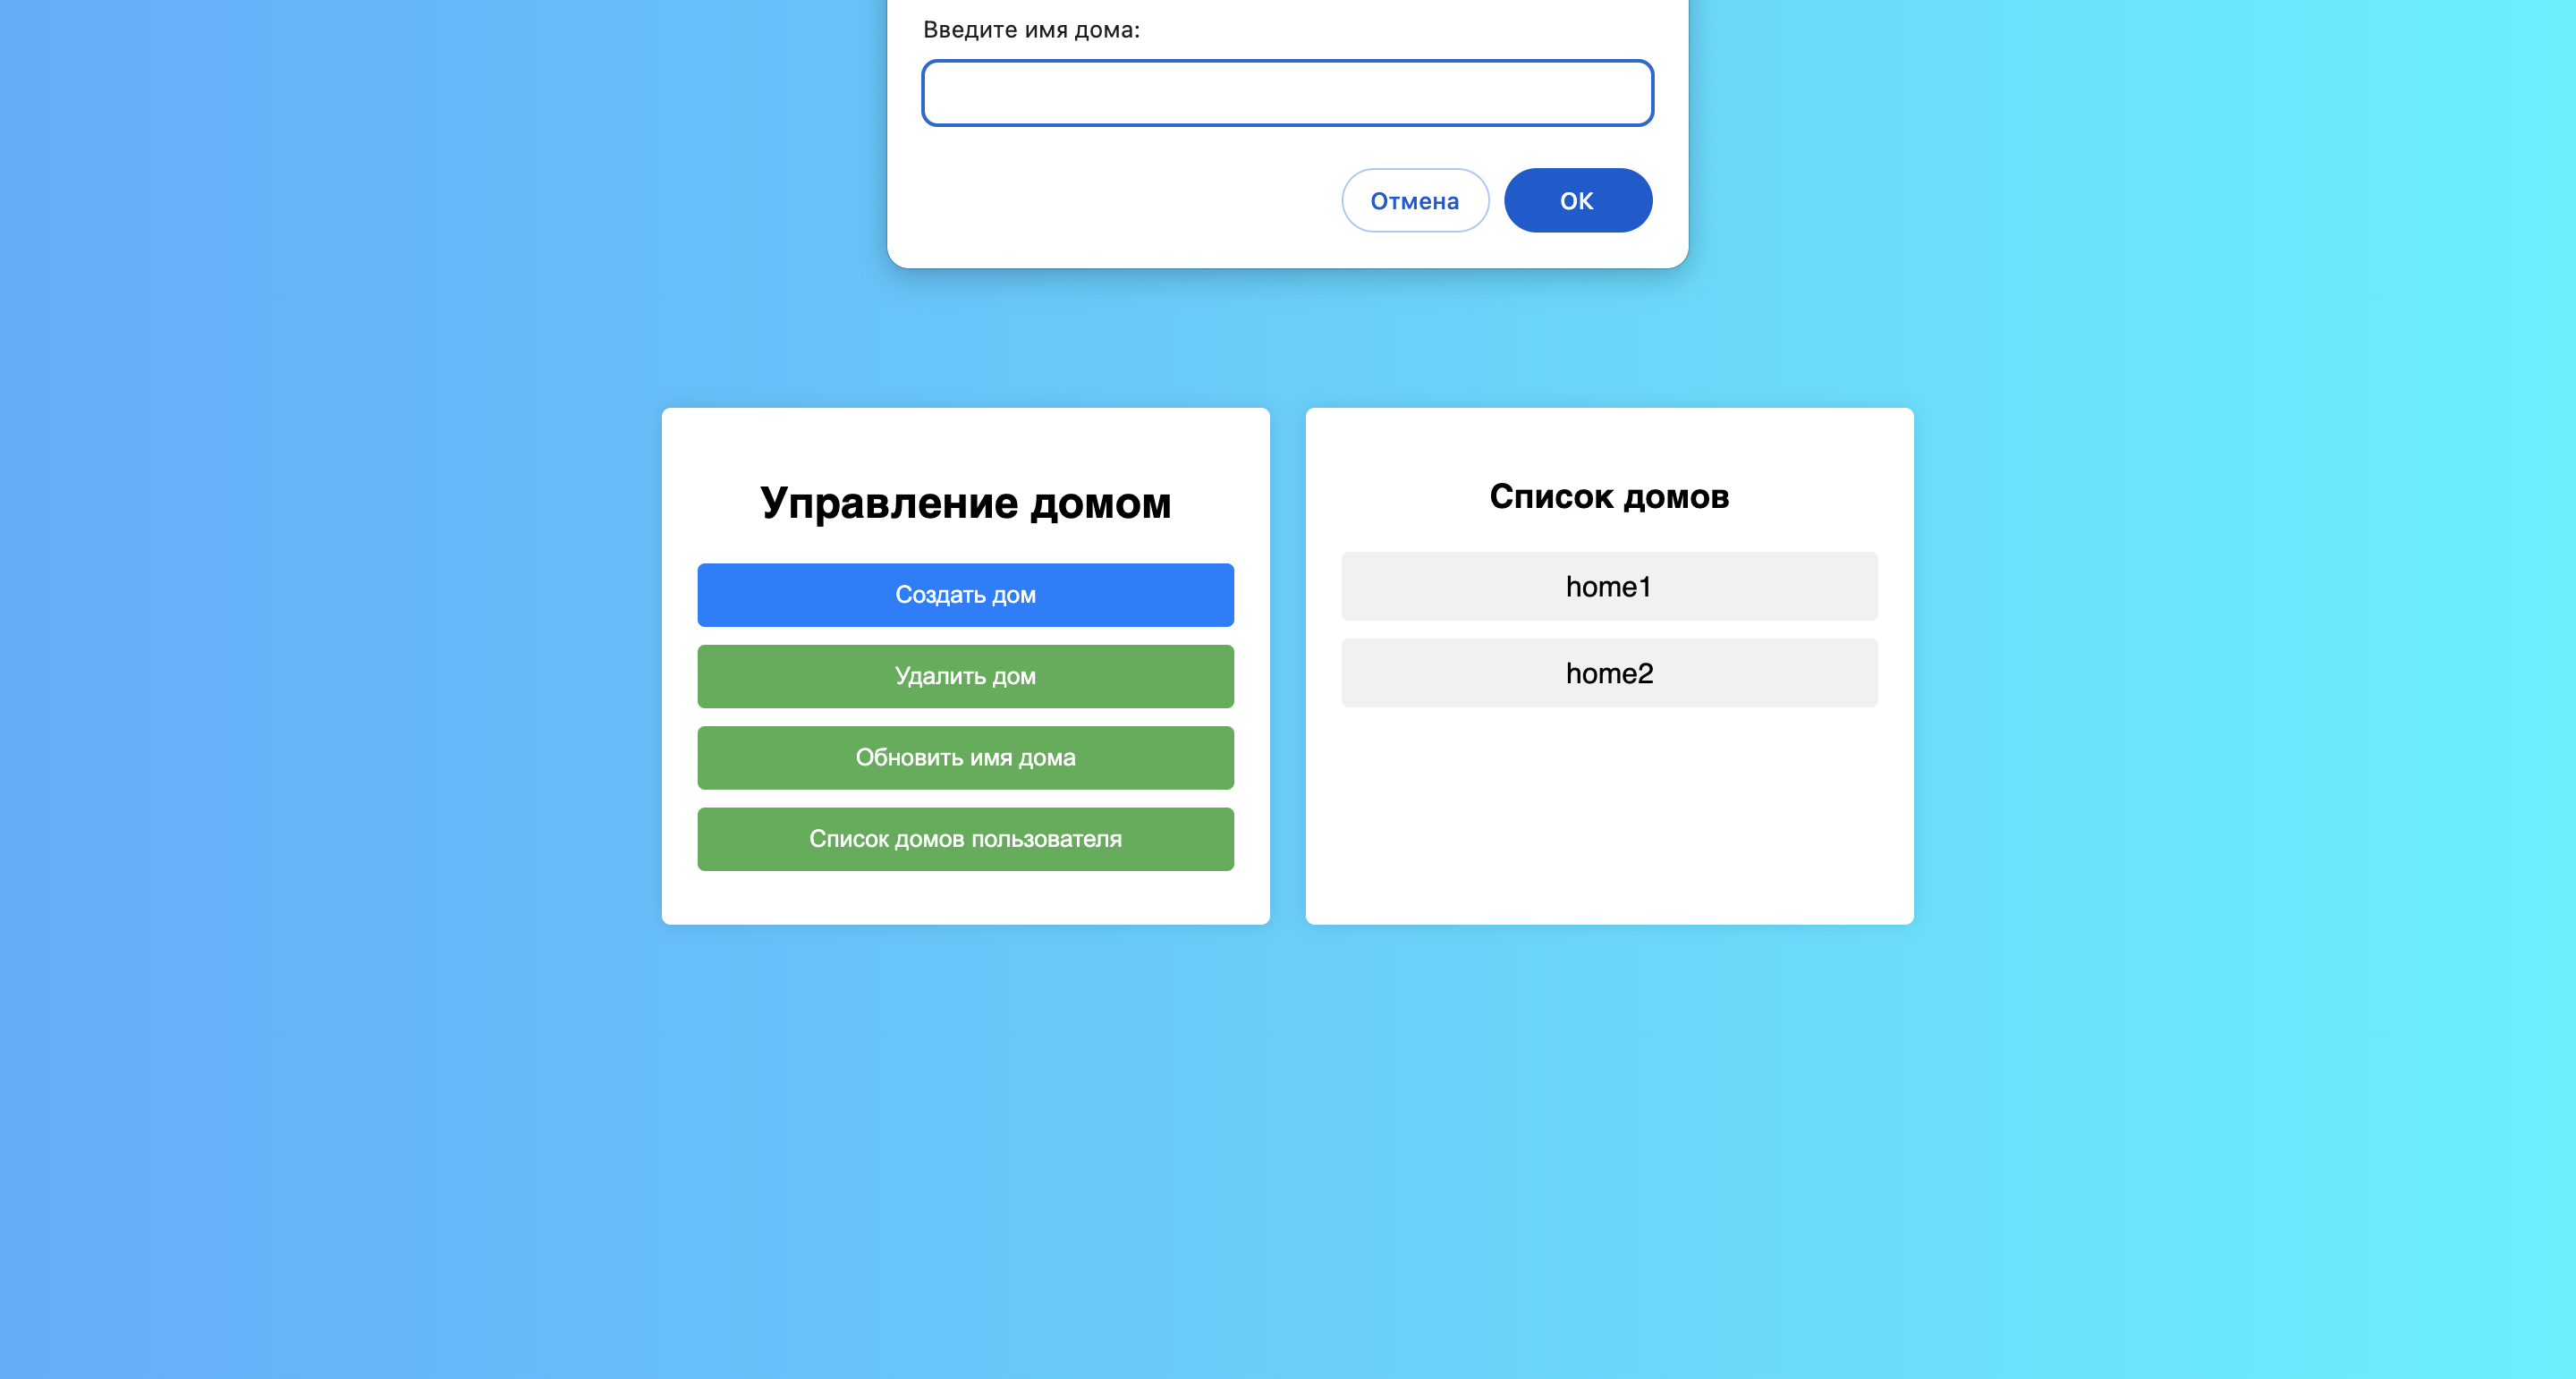 Введите имя дома:
Отмена
ОК
Управление домом
Создать дом
Удалить дом
Обновить имя дома
Список домов пользователя
Список домов
home1
home2